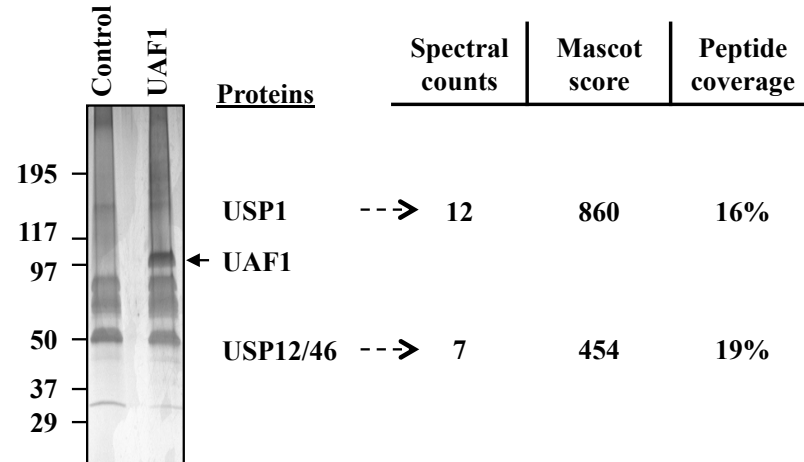 Control
UAF1
Spectral counts
Mascot score
Peptide coverage
Proteins
195
117
97
50
37
29
USP1
12
860
16%
UAF1
USP12/46
7
454
19%